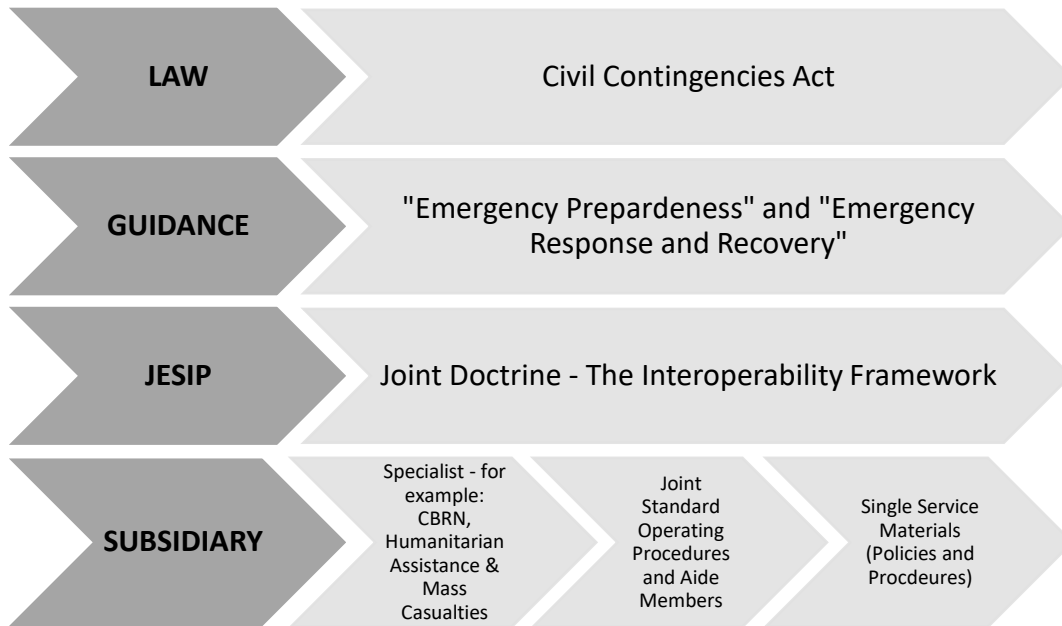 LAW
Civil Contingencies Act
GUIDANCE
"Emergency Prepardeness" and "Emergency
Response and Recovery"
JESIP
Joint Doctrine - The Interoperability Framework
SUBSIDIARY
Specialist - for
example:
CBRN,
Humanitarian
Assistance &
Mass
Casualties
Joint
Standard
Operating
Procedures
and Aide
Members
Single Service
Materials
(Policies and
Procdeures)